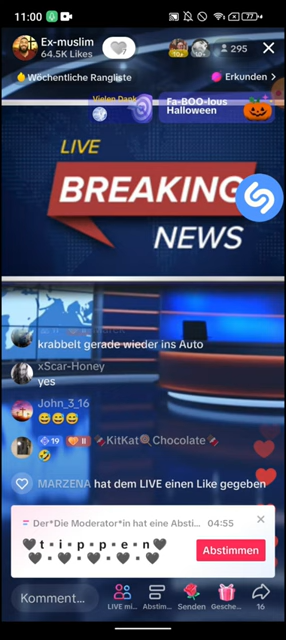 11:00
77
Ex-muslim
64.5K Likes
295
Wöchentliche Rangliste
Erkunden >
Vielen Dank
Fa-BOO-lous
Halloween
LIVE
BREAKING
NEWS
krabbelt gerade wieder ins Auto
xScar-Honey
yes
John_3_16
😅😅😅
19 II 🍫KitKat🍭Chocolate🍫
🤣
MARZENA hat dem LIVE einen Like gegeben
Der*Die Moderator*in hat eine Absti... 04:55
🖤 t ▪ i ▪ p ▪ p ▪ e ▪ n 🖤
🖤 ▪ 🖤 ▪ 🖤 ▪ 🖤 ▪ 🖤
Abstimmen
Komment...
LIVE mi...
Abstim...
Senden
Gesche...
16